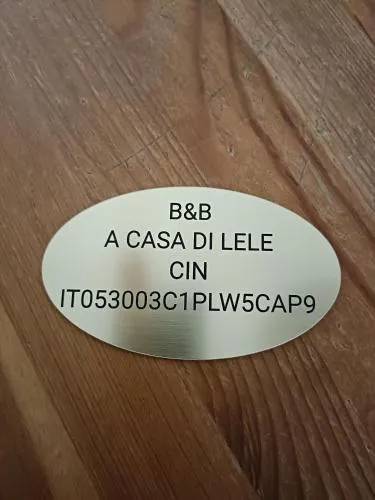 B&B
A CASA DI LELE
CIN
IT053003C1PLW5CAP9